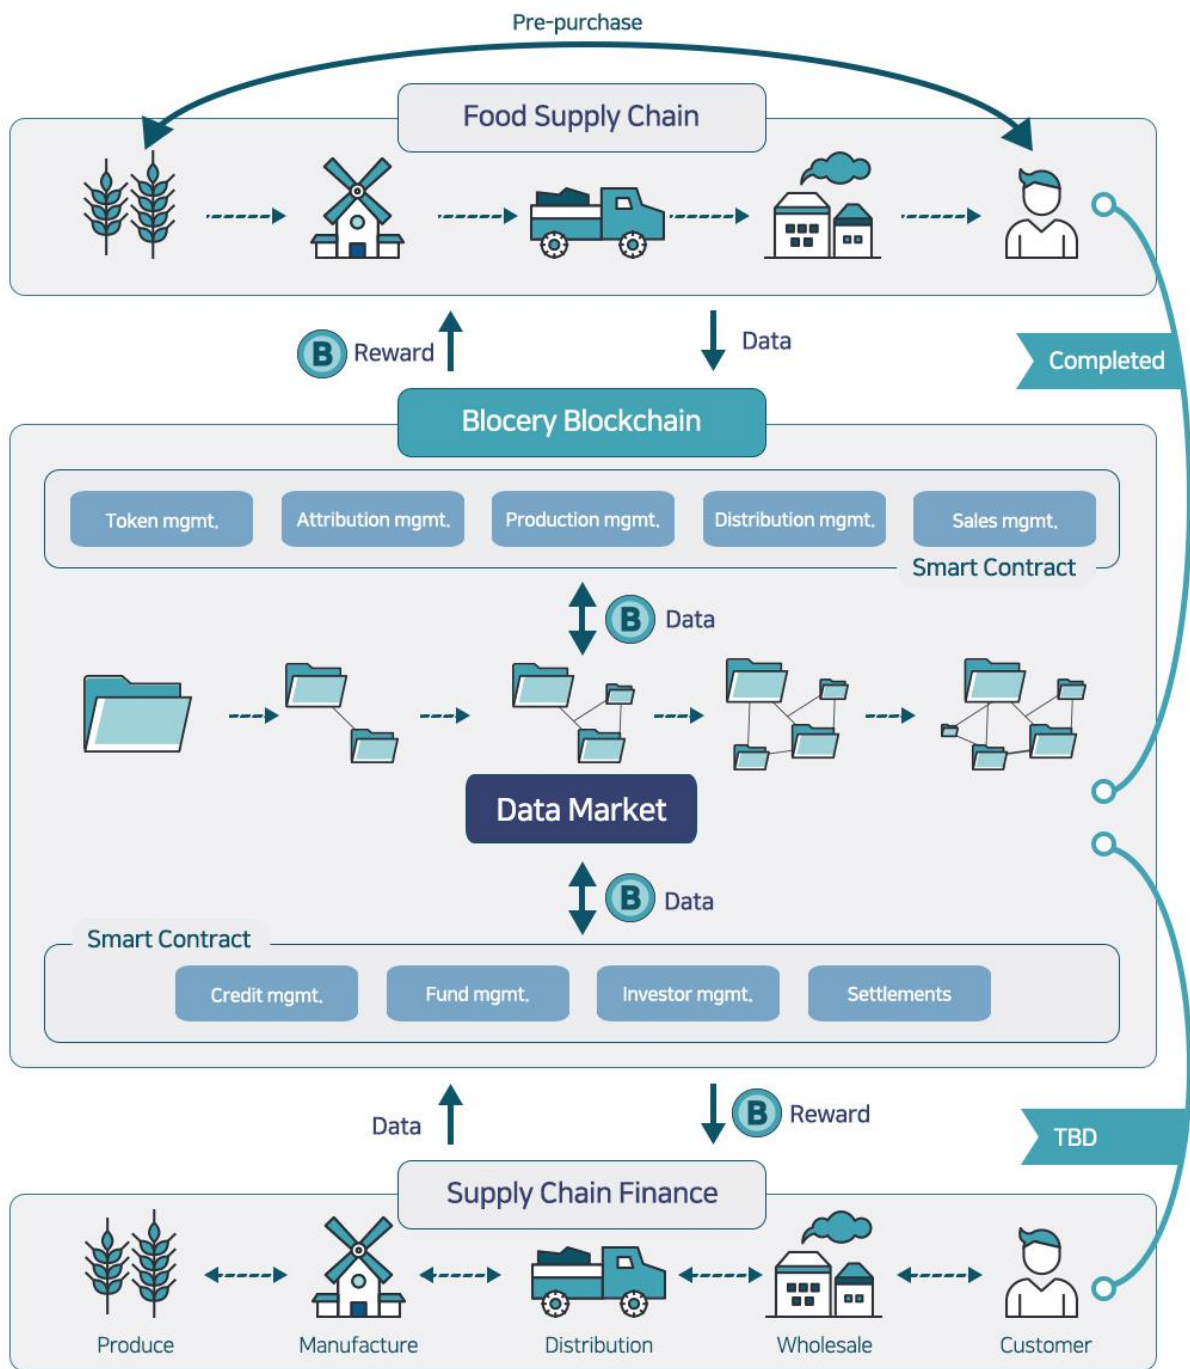 Pre-purchase
Food Supply Chain
B Reward
Data
Completed
Blocery Blockchain
Token mgmt.
Attribution mgmt.
Production mgmt.
Distribution mgmt.
Sales mgmt.
Smart Contract
B Data
Data Market
B Data
Smart Contract
Credit mgmt.
Fund mgmt.
Investor mgmt.
Settlements
Data
B Reward
TBD
Supply Chain Finance
Produce
Manufacture
Distribution
Wholesale
Customer